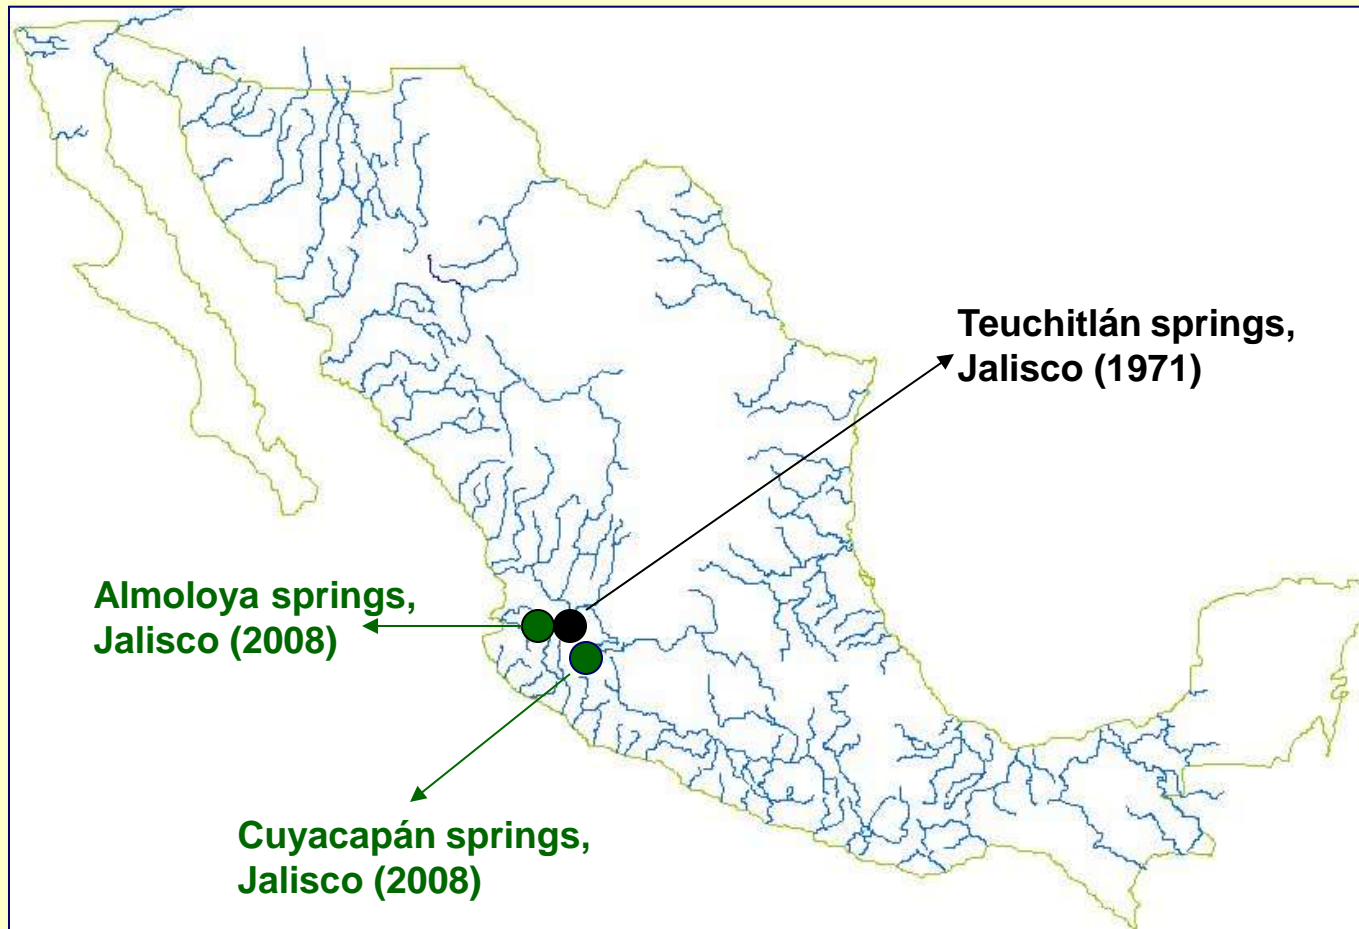 Teuchitlán springs,
Jalisco (1971)
Almoloya springs,
Jalisco (2008)
Cuyacapán springs,
Jalisco (2008)